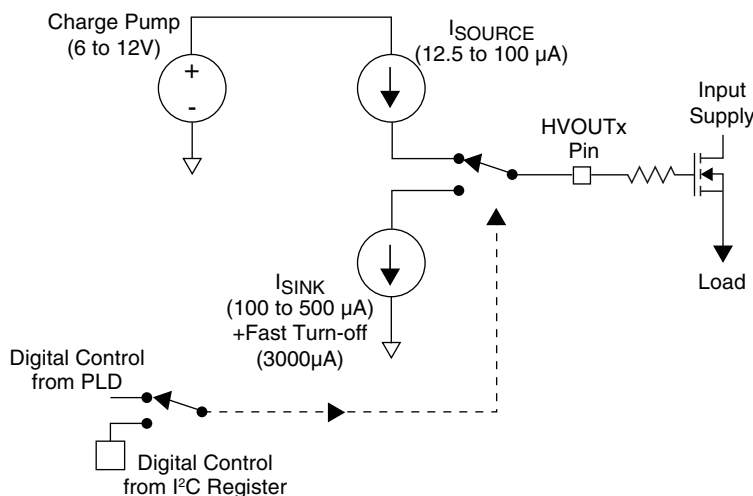 Charge Pump
(6 to 12V)
+
-
ISOURCE
(12.5 to 100 µA)
Input
Supply
HVOUTx
Pin
Load
ISINK
(100 to 500 µA)
+Fast Turn-off
(3000µA)
Digital Control
from PLD
Digital Control
from I²C Register